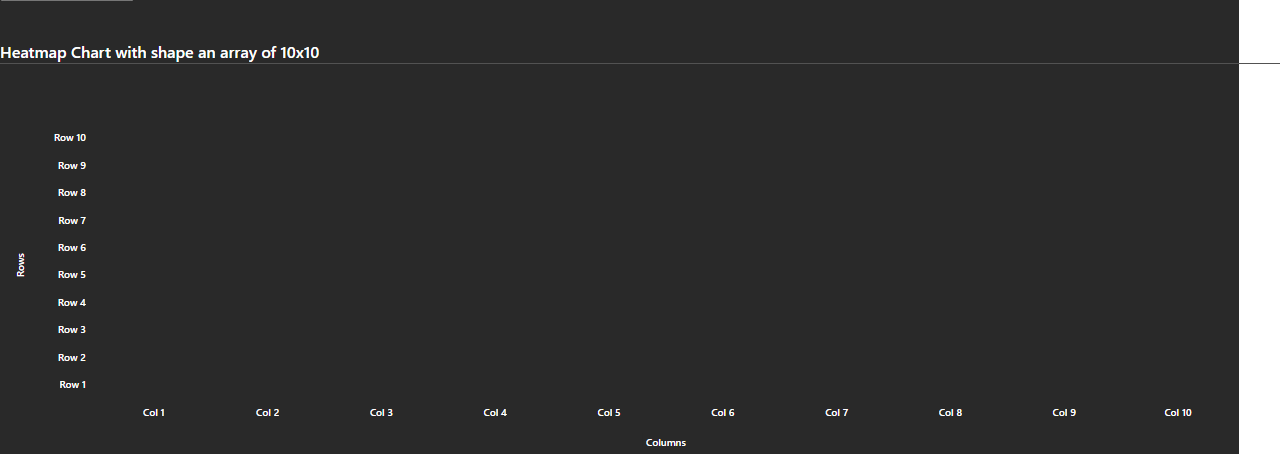 Heatmap Chart with shape an array of 10x10
Row 10
Row 9
Row 8
Row 7
Row 6
Row 5
Row 4
Row 3
Row 2
Row 1
Rows
Col 1 Col 2 Col 3 Col 4 Col 5 Col 6 Col 7 Col 8 Col 9 Col 10
Columns